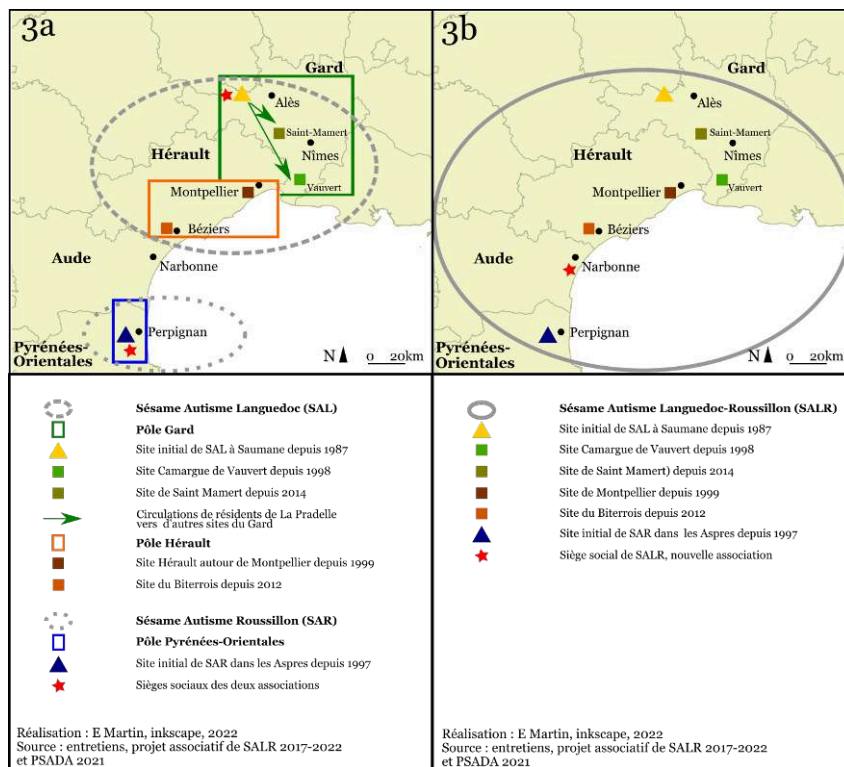 3a
Gard
Alès
Saint-Mamert
Nîmes
Hérault
Vauvert
Montpellier
Béziers
Aude
Narbonne
Perpignan
Pyrénées-
Orientales
N
0 20km
Sésame Autisme Languedoc (SAL)
Pôle Gard
Site initial de SAL à Saumane depuis 1987
Site Camargue de Vauvert depuis 1998
Site de Saint Mamert depuis 2014
Circulations de résidents de La Pradelle
vers d'autres sites du Gard
Pôle Hérault
Site Hérault autour de Montpellier depuis 1999
Site du Biterrois depuis 2012
Sésame Autisme Roussillon (SAR)
Pôle Pyrénées-Orientales
Site initial de SAR dans les Aspres depuis 1997
Sièges sociaux des deux associations
Réalisation : E Martin, inkscape, 2022
Source : entretiens, projet associatif de SALR 2017-2022
et PSADA 2021
3b
Gard
Alès
Saint-Mamert
Nîmes
Hérault
Vauvert
Montpellier
Béziers
Aude
Narbonne
Perpignan
Pyrénées-
Orientales
N
0 20km
Sésame Autisme Languedoc-Roussillon (SALR)
Site initial de SAL à Saumane depuis 1987
Site Camargue de Vauvert depuis 1998
Site de Saint Mamert) depuis 2014
Site de Montpellier depuis 1999
Site du Biterrois depuis 2012
Site initial de SAR dans les Aspres depuis 1997
Siège social de SALR, nouvelle association
Réalisation : E Martin, inkscape, 2022
Source : entretiens, projet associatif de SALR 2017-2022
et PSADA 2021